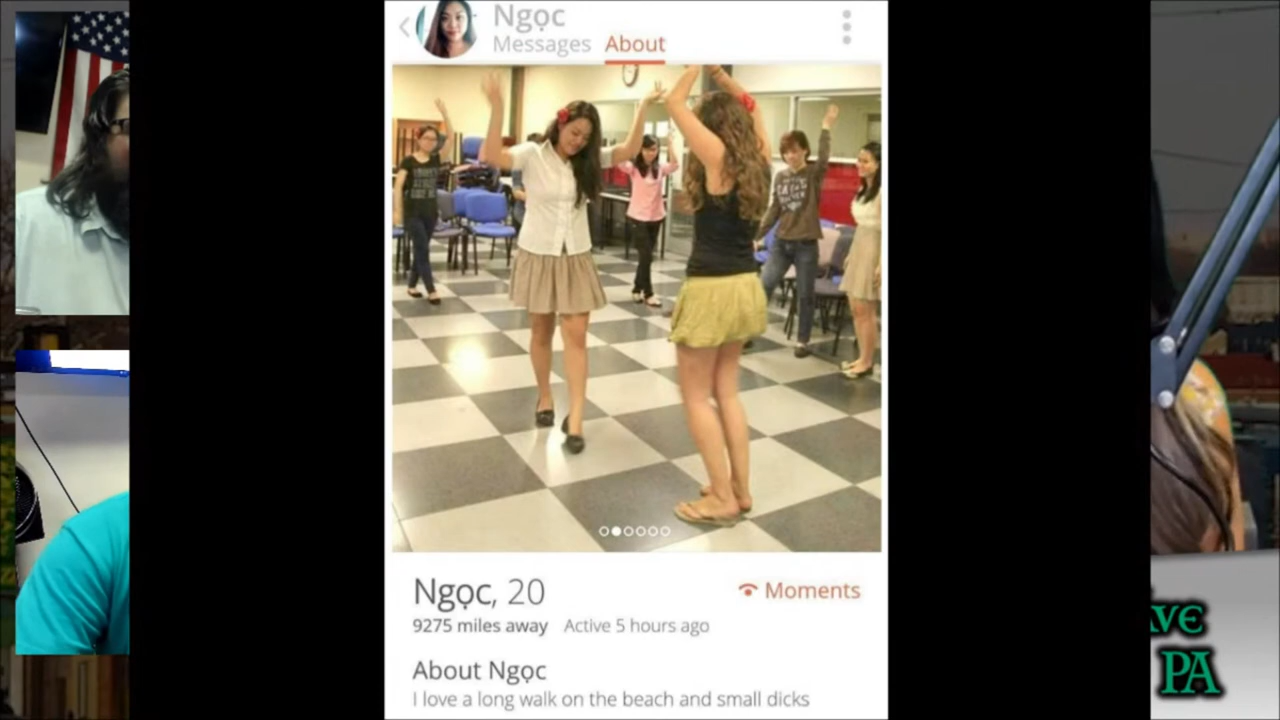 Ngọc
Messages About
Ngọc, 20
Moments
9275 miles away Active 5 hours ago
About Ngọc
I love a long walk on the beach and small dicks
PA